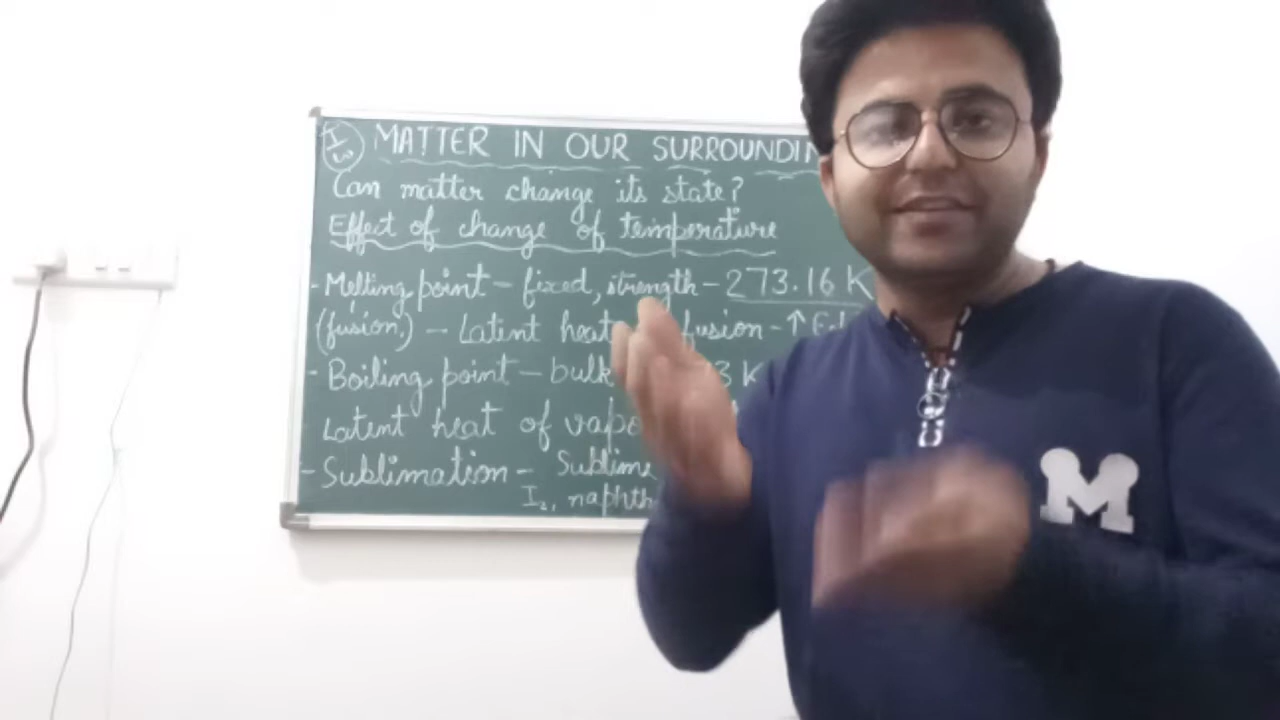 I MATTER IN OUR SURROUNDIN
Can matter change its state?
Effect of change of temperature
- Melting point - fixed, strength - 273.16 K
(fusion) - Latent heat fusion - ↑
- Boiling point - bulk 3 K
Latent heat of vapo
- Sublimation - Sublime
I₂, naphth
M